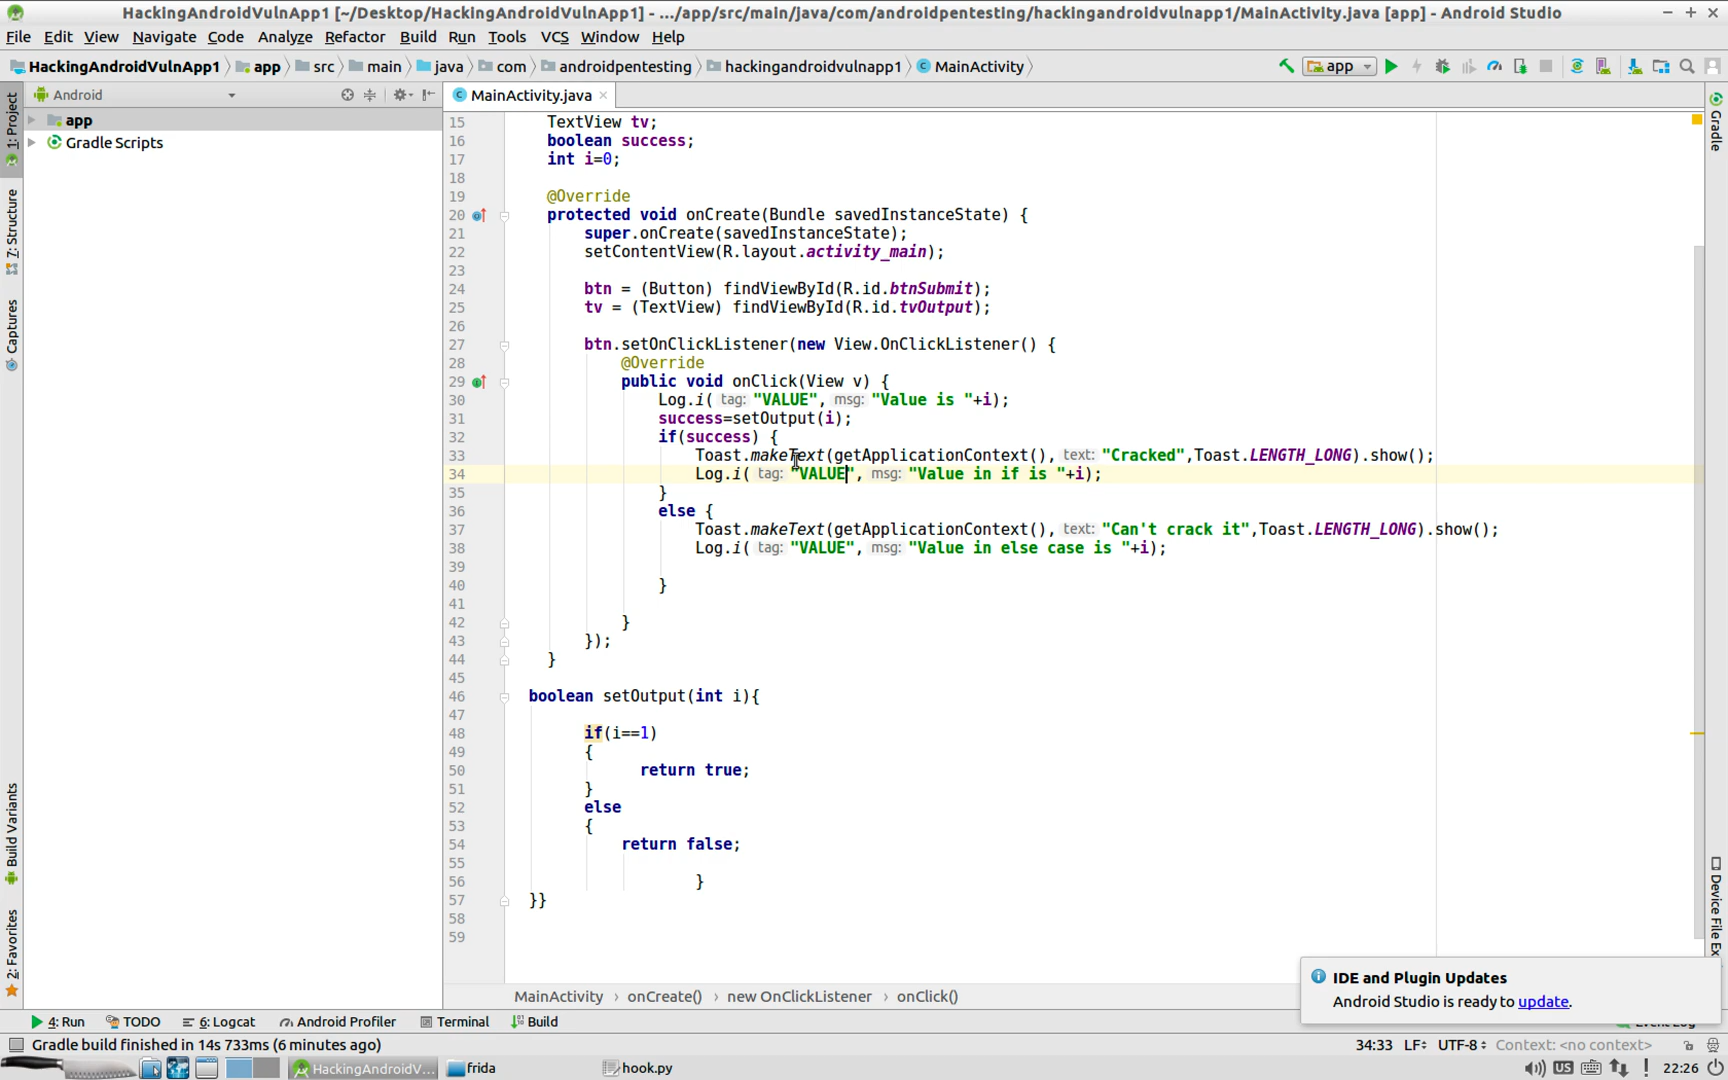 HackingAndroidVulnApp1 [~/Desktop/HackingAndroidVulnApp1] - .../app/src/main/java/com/androidpentesting/hackingandroidvulnapp1/MainActivity.java [app] - Android Studio
File Edit View Navigate Code Analyze Refactor Build Run Tools VCS Window Help
HackingAndroidVulnApp1 app src main java com androidpentesting hackingandroidvulnapp1 MainActivity app
Android MainActivity.java
1: Project
7: Structure
Captures
Build Variants
2: Favorites
app
Gradle Scripts
15 TextView tv;
16 boolean success;
17 int i=0;
18
19 @Override
20 protected void onCreate(Bundle savedInstanceState) {
21 super.onCreate(savedInstanceState);
22 setContentView(R.layout.activity_main);
23
24 btn = (Button) findViewById(R.id.btnSubmit);
25 tv = (TextView) findViewById(R.id.tvOutput);
26
27 btn.setOnClickListener(new View.OnClickListener() {
28 @Override
29 public void onClick(View v) {
30 Log.i( tag: "VALUE", msg: "Value is "+i);
31 success=setOutput(i);
32 if(success) {
33 Toast.makeText(getApplicationContext(), text: "Cracked",Toast.LENGTH_LONG).show();
34 Log.i( tag: "VALUE", msg: "Value in if is "+i);
35 }
36 else {
37 Toast.makeText(getApplicationContext(), text: "Can't crack it",Toast.LENGTH_LONG).show();
38 Log.i( tag: "VALUE", msg: "Value in else case is "+i);
39
40 }
41
42 }
43 });
44 }
45
46 boolean setOutput(int i){
47
48 if(i==1)
49 {
50 return true;
51 }
52 else
53 {
54 return false;
55
56 }
57 }}
58
59
Gradle
Device File Ex
IDE and Plugin Updates
Android Studio is ready to update.
MainActivity › onCreate() › new OnClickListener › onClick()
4: Run TODO 6: Logcat Android Profiler Terminal Build Event Log
Gradle build finished in 14s 733ms (6 minutes ago) 34:33 LF÷ UTF-8÷ Context: <no context>
HackingAndroidV... frida hook.py US 22:26